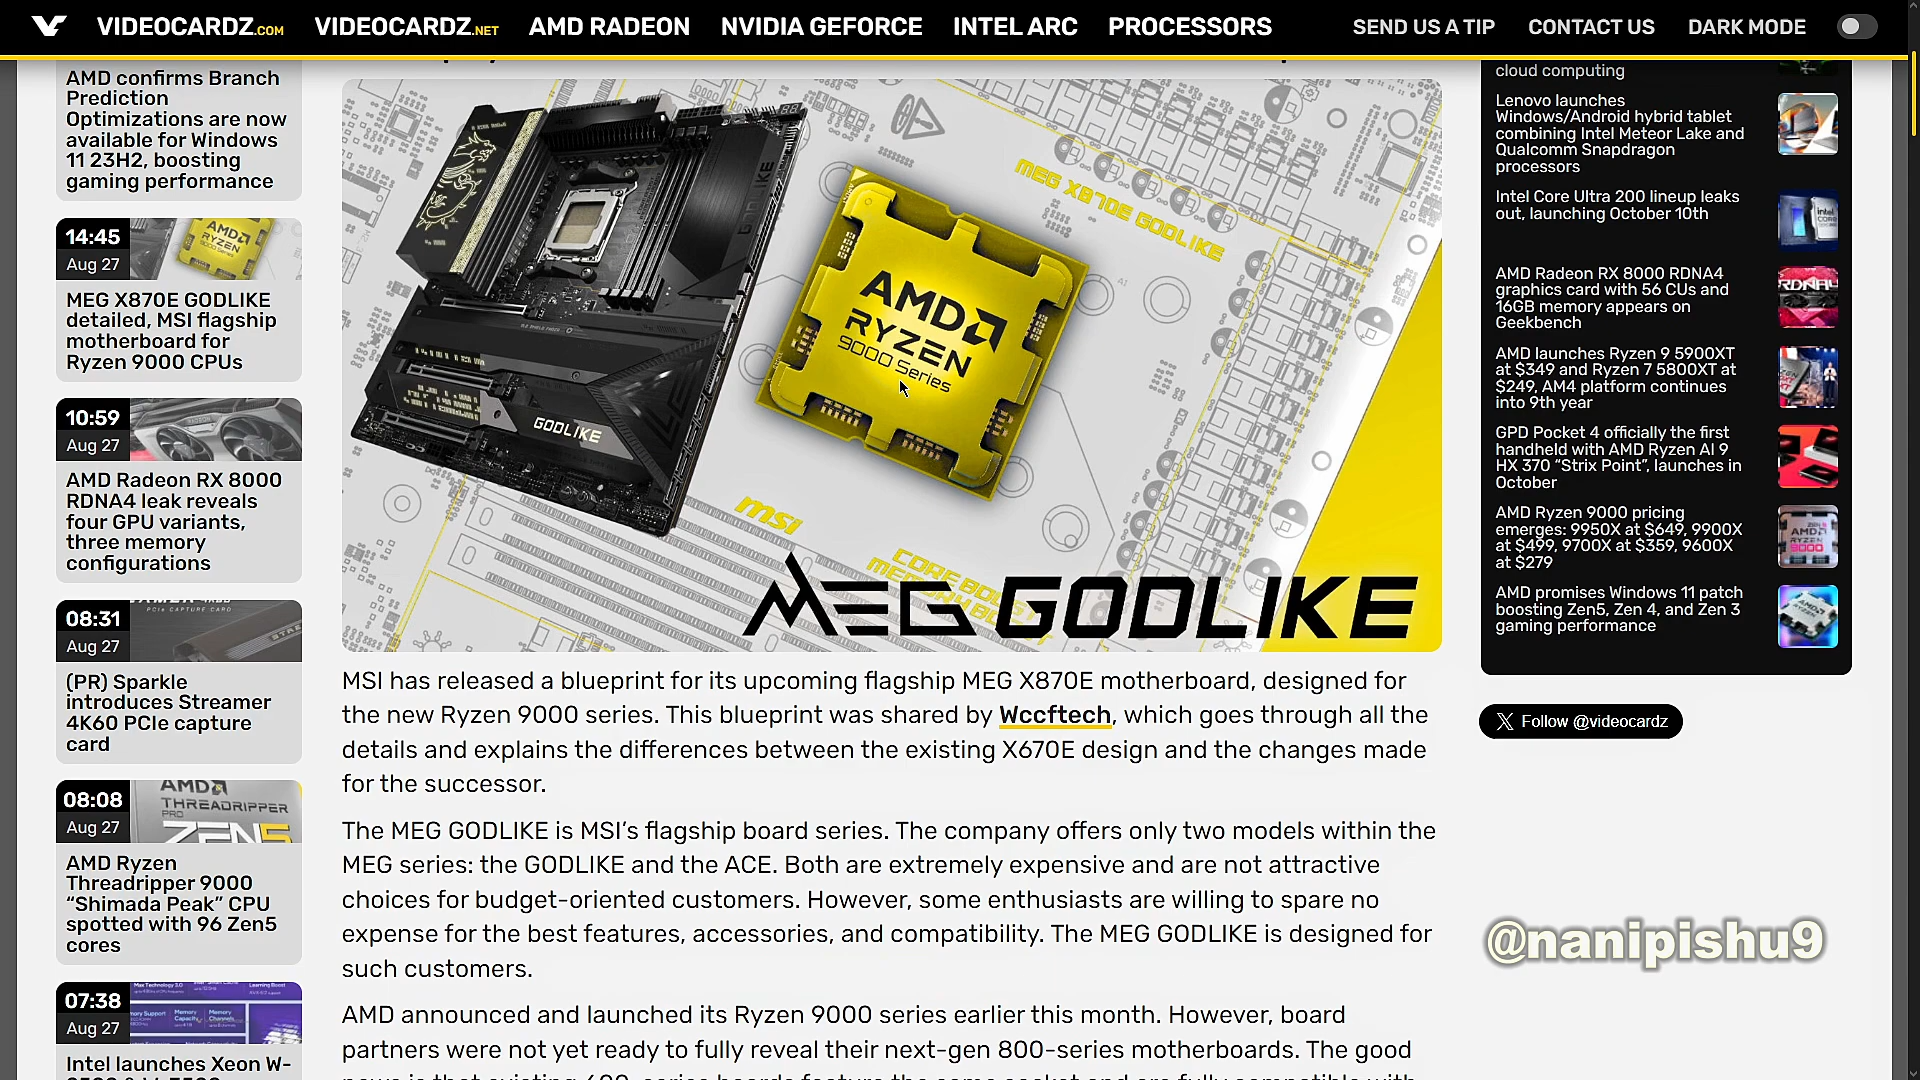 VIDEOCARDZ.COM
VIDEOCARDZ.NET
AMD RADEON
NVIDIA GEFORCE
INTEL ARC
PROCESSORS
SEND US A TIP
CONTACT US
DARK MODE
AMD confirms Branch
Prediction
Optimizations are now
available for Windows
11 23H2, boosting
gaming performance
14:45
Aug 27
AMD
RYZEN
MEG X870E GODLIKE
detailed, MSI flagship
motherboard for
Ryzen 9000 CPUs
10:59
Aug 27
AMD Radeon RX 8000
RDNA4 leak reveals
four GPU variants,
three memory
configurations
08:31
Aug 27
PCIe CAPTURE CARD
(PR) Sparkle
introduces Streamer
4K60 PCIe capture
card
08:08
Aug 27
AMD
THREADRIPPER
PRO
ZEN5
AMD Ryzen
Threadripper 9000
“Shimada Peak” CPU
spotted with 96 Zen5
cores
07:38
Aug 27
Intel launches Xeon W-
MEG X870E GODLIKE
GODLIKE
AMD
RYZEN
9000 Series
GODLIKE
msi
CORE BOOST
MEG GODLIKE
MSI has released a blueprint for its upcoming flagship MEG X870E motherboard, designed for
the new Ryzen 9000 series. This blueprint was shared by Wccftech, which goes through all the
details and explains the differences between the existing X670E design and the changes made
for the successor.
The MEG GODLIKE is MSI’s flagship board series. The company offers only two models within the
MEG series: the GODLIKE and the ACE. Both are extremely expensive and are not attractive
choices for budget-oriented customers. However, some enthusiasts are willing to spare no
expense for the best features, accessories, and compatibility. The MEG GODLIKE is designed for
such customers.
AMD announced and launched its Ryzen 9000 series earlier this month. However, board
partners were not yet ready to fully reveal their next-gen 800-series motherboards. The good
cloud computing
Lenovo launches
Windows/Android hybrid tablet
combining Intel Meteor Lake and
Qualcomm Snapdragon
processors
Intel Core Ultra 200 lineup leaks
out, launching October 10th
intel
AMD Radeon RX 8000 RDNA4
graphics card with 56 CUs and
16GB memory appears on
Geekbench
RDNA4
AMD launches Ryzen 9 5900XT
at $349 and Ryzen 7 5800XT at
$249, AM4 platform continues
into 9th year
GPD Pocket 4 officially the first
handheld with AMD Ryzen AI 9
HX 370 “Strix Point”, launches in
October
AMD Ryzen 9000 pricing
emerges: 9950X at $649, 9900X
at $499, 9700X at $359, 9600X
at $279
AMD
RYZEN
9000
AMD promises Windows 11 patch
boosting Zen5, Zen 4, and Zen 3
gaming performance
Follow @videocardz
@nanipishu9